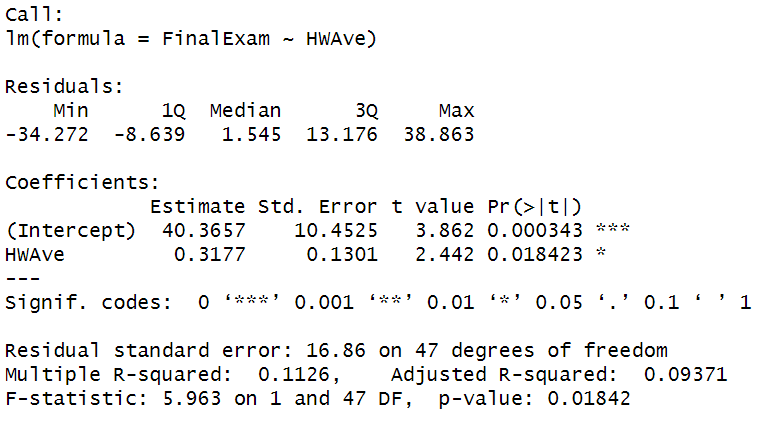 Call:
lm(formula = FinalExam ~ HWAve)
Residuals:
    Min      1Q  Median      3Q     Max
-34.272  -8.639   1.545  13.176  38.863
Coefficients:
            Estimate Std. Error t value Pr(>|t|)
(Intercept)  40.3657    10.4525   3.862 0.000343 ***
HWAve         0.3177     0.1301   2.442 0.018423 *
---
Signif. codes:  0 ‘***’ 0.001 ‘**’ 0.01 ‘*’ 0.05 ‘.’ 0.1 ‘ ’ 1
Residual standard error: 16.86 on 47 degrees of freedom
Multiple R-squared:  0.1126,    Adjusted R-squared:  0.09371
F-statistic: 5.963 on 1 and 47 DF,  p-value: 0.01842